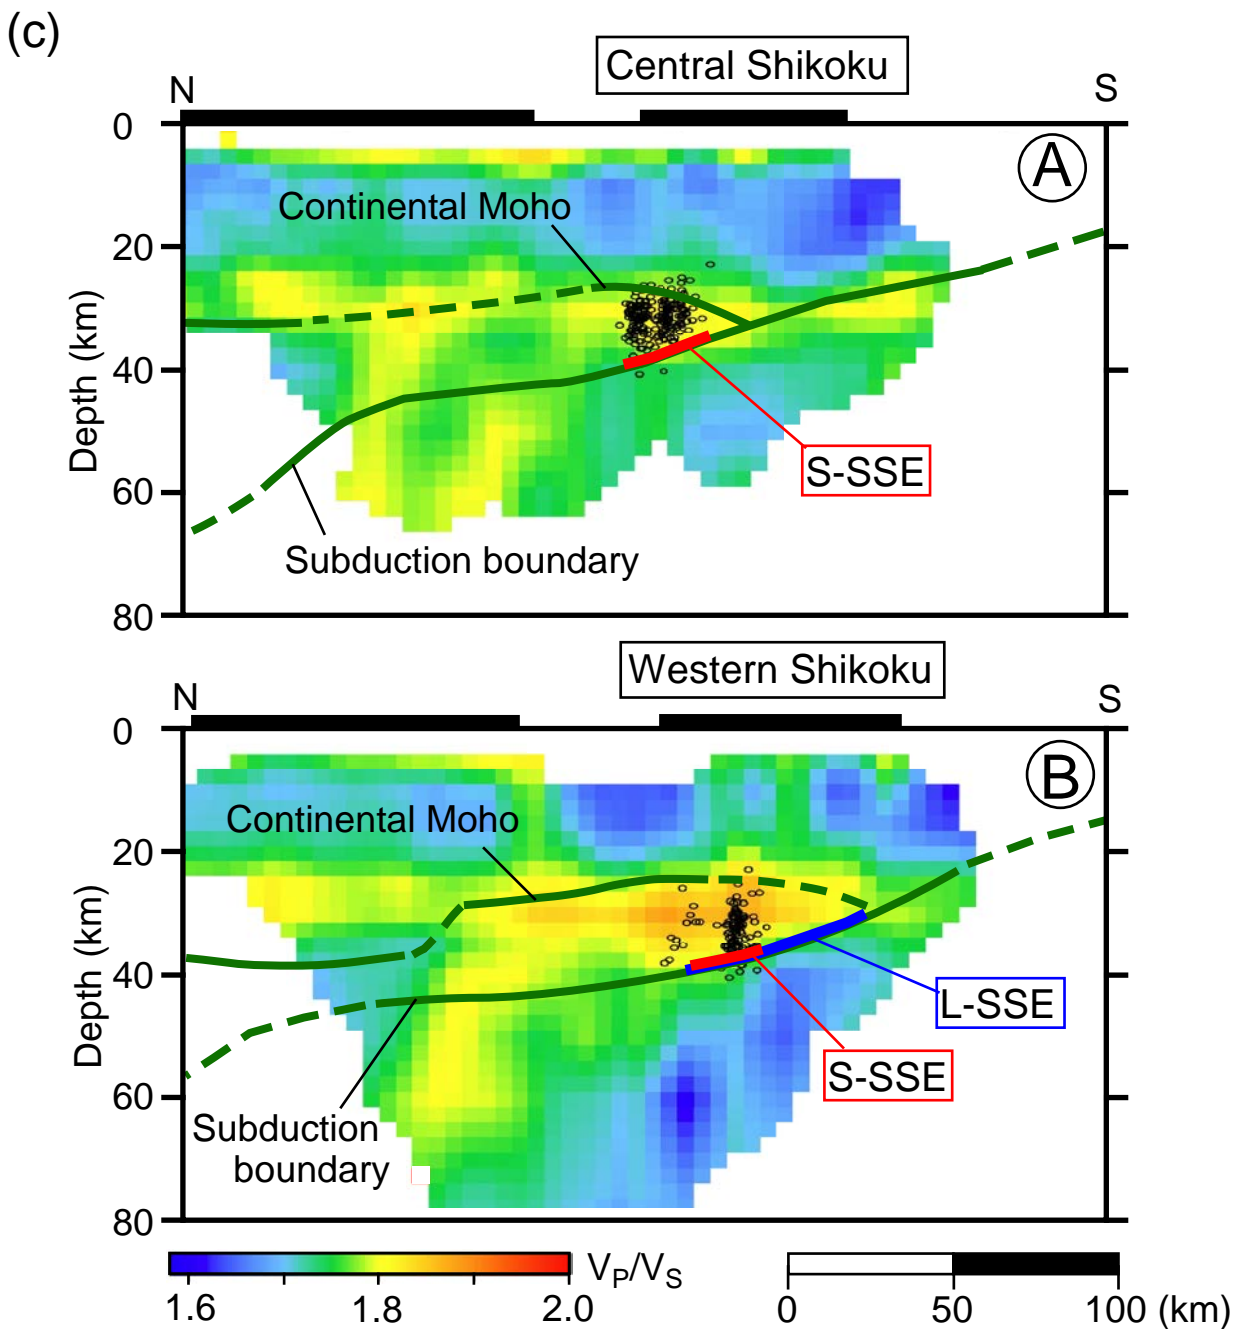 (c)
Central Shikoku
N
S
0
A
Continental Moho
20
Depth (km)
40
S-SSE
60
Subduction boundary
80
Western Shikoku
N
S
0
B
Continental Moho
20
Depth (km)
40
L-SSE
S-SSE
60
Subduction
boundary
80
VP/VS
1.6 1.8 2.0
0 50 100 (km)